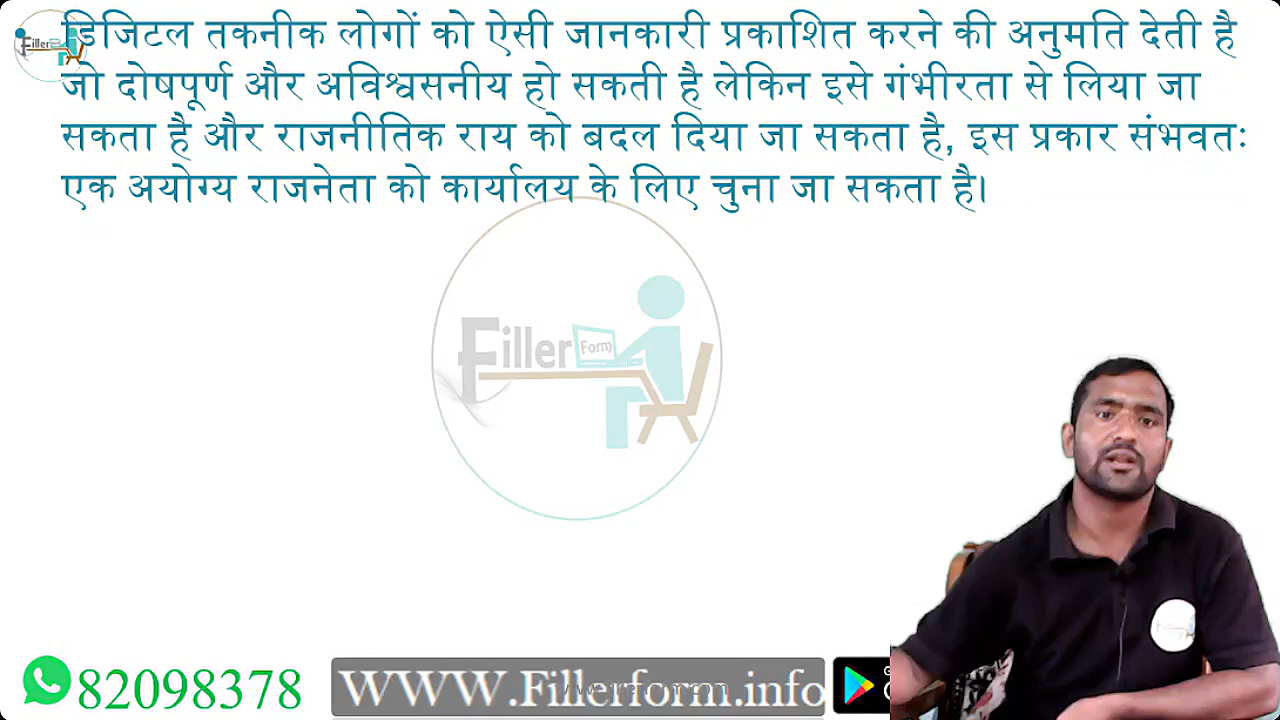 डिजिटल तकनीक लोगों को ऐसी जानकारी प्रकाशित करने की अनुमति देती है
जो दोषपूर्ण और अविश्वसनीय हो सकती है लेकिन इसे गंभीरता से लिया जा
सकता है और राजनीतिक राय को बदल दिया जा सकता है, इस प्रकार संभवतः
एक अयोग्य राजनेता को कार्यालय के लिए चुना जा सकता है।
Filler Form
82098378
WWW.Fillerform.info